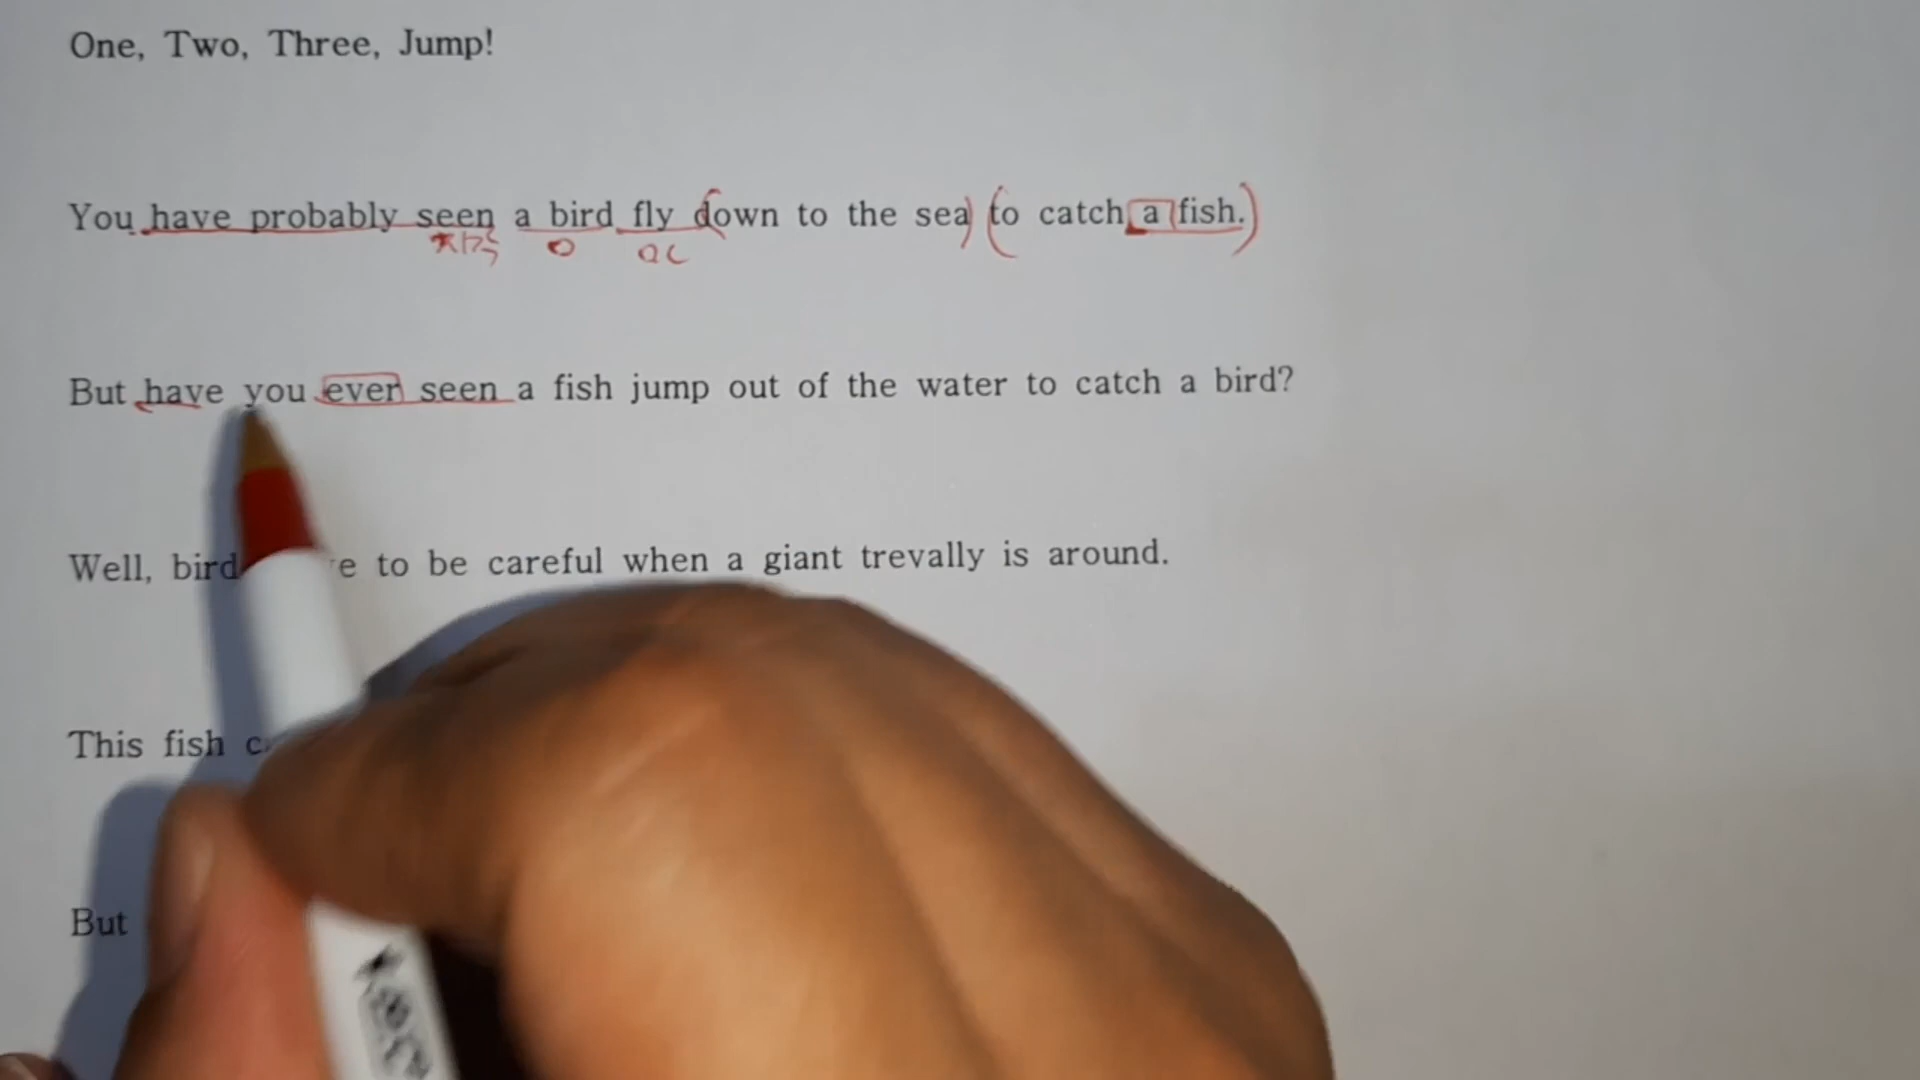 One, Two, Three, Jump!
You have probably seen a bird fly down to the sea to catch a fish.
지각 O OC
But have you ever seen a fish jump out of the water to catch a bird?
Well, to be careful when a giant trevally is around.
This fish
But